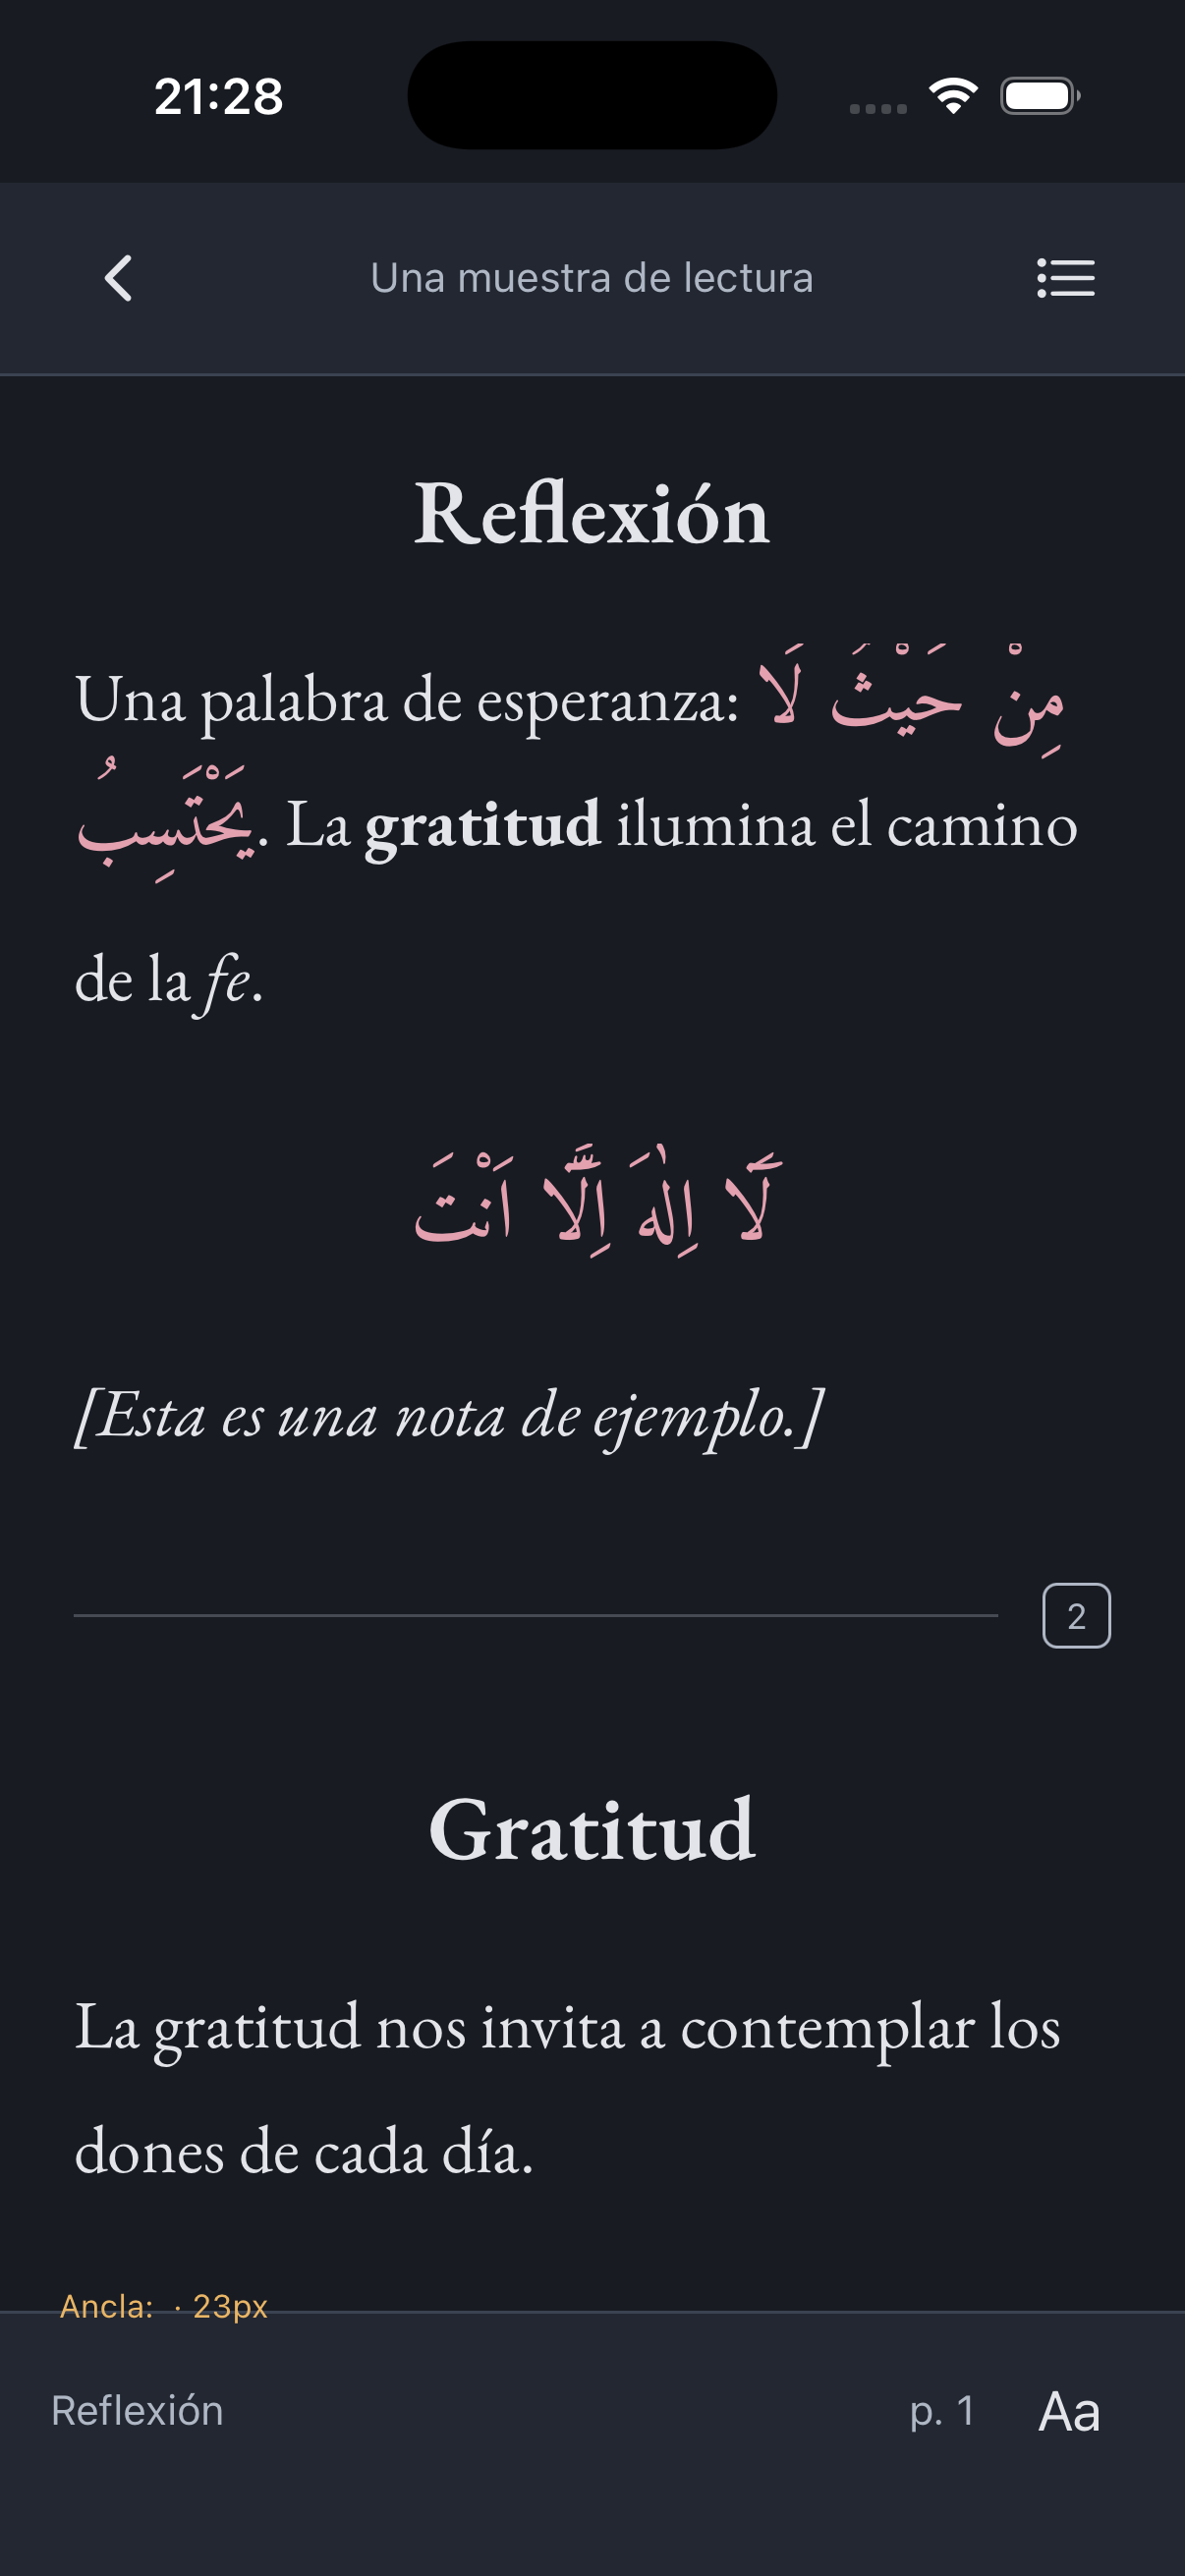 21:28
Una muestra de lectura
Reflexión
Una palabra de esperanza: مِنْ حَيْثُ لَا
يَحْتَسِبُ. La gratitud ilumina el camino
de la fe.
لَٓا اِلٰهَ اِلَّٓا اَنْتَ
[Esta es una nota de ejemplo.]
2
Gratitud
La gratitud nos invita a contemplar los
dones de cada día.
Ancla: · 23px
Reflexión p. 1 Aa